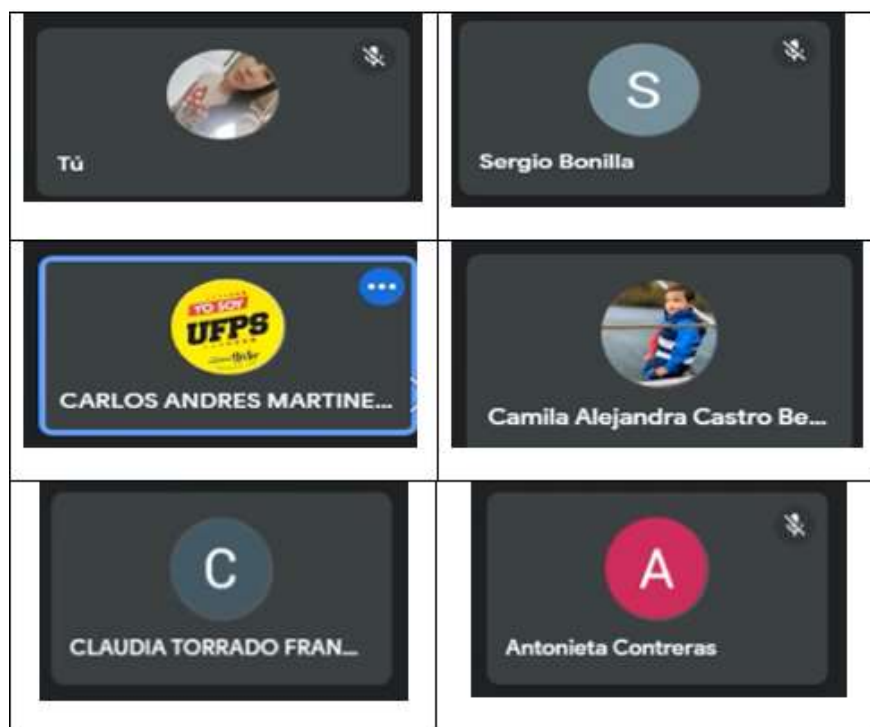 Tú
S
Sergio Bonilla
YO SOY
UFPS
CARLOS ANDRES MARTINE...
Camila Alejandra Castro Be...
C
CLAUDIA TORRADO FRAN...
A
Antonieta Contreras